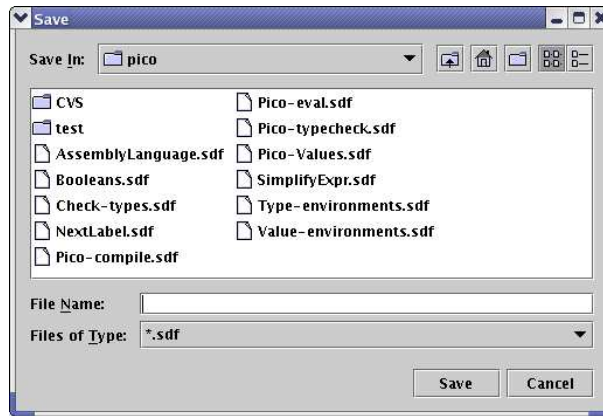 Save
Save In: pico
CVS
test
AssemblyLanguage.sdf
Booleans.sdf
Check-types.sdf
NextLabel.sdf
Pico-compile.sdf
Pico-eval.sdf
Pico-typecheck.sdf
Pico-Values.sdf
SimplifyExpr.sdf
Type-environments.sdf
Value-environments.sdf
File Name:
Files of Type: *.sdf
Save Cancel